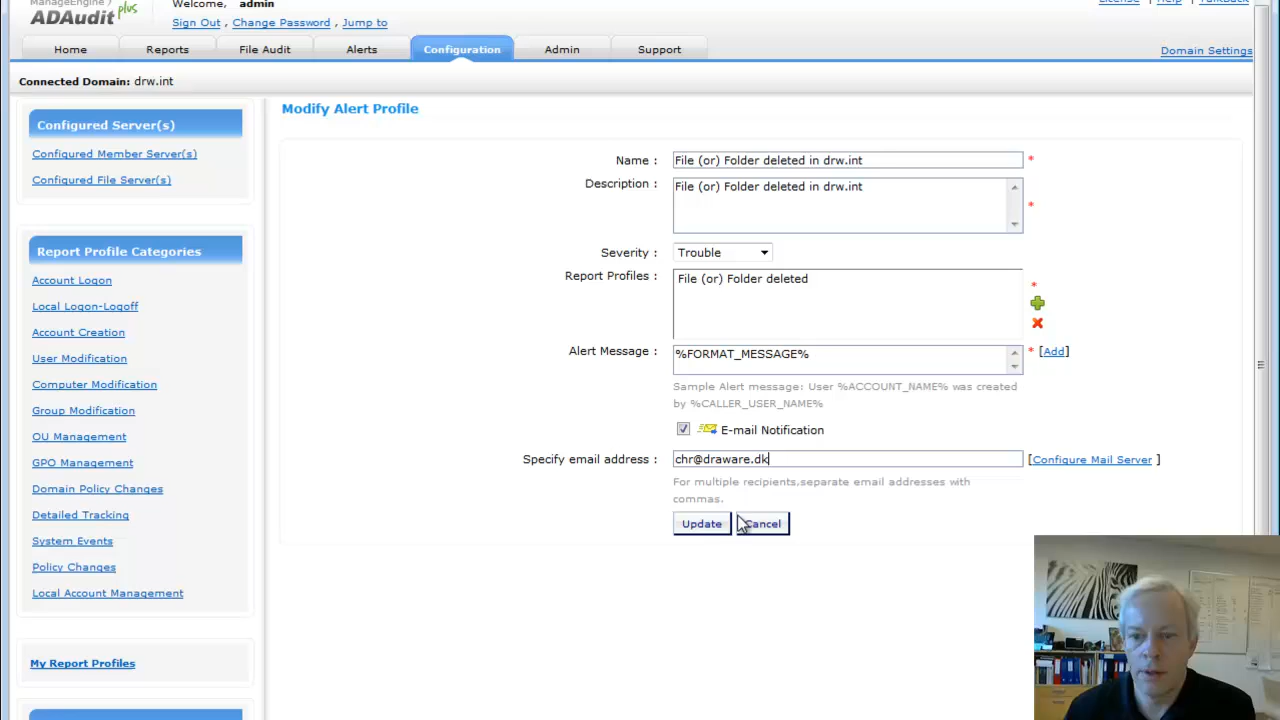 ManageEngine
ADAudit plus
Welcome, admin
Sign Out , Change Password , Jump to
License | Help | TalkBack
Home
Reports
File Audit
Alerts
Configuration
Admin
Support
Domain Settings
Connected Domain: drw.int
Configured Server(s)
Configured Member Server(s)
Configured File Server(s)
Report Profile Categories
Account Logon
Local Logon-Logoff
Account Creation
User Modification
Computer Modification
Group Modification
OU Management
GPO Management
Domain Policy Changes
Detailed Tracking
System Events
Policy Changes
Local Account Management
My Report Profiles
Modify Alert Profile
Name : File (or) Folder deleted in drw.int *
Description : File (or) Folder deleted in drw.int *
Severity : Trouble
Report Profiles : File (or) Folder deleted *
Alert Message : %FORMAT_MESSAGE% * [Add]
Sample Alert message: User %ACCOUNT_NAME% was created
by %CALLER_USER_NAME%
E-mail Notification
Specify email address : chr@draware.dk [Configure Mail Server ]
For multiple recipients,separate email addresses with
commas.
Update
Cancel